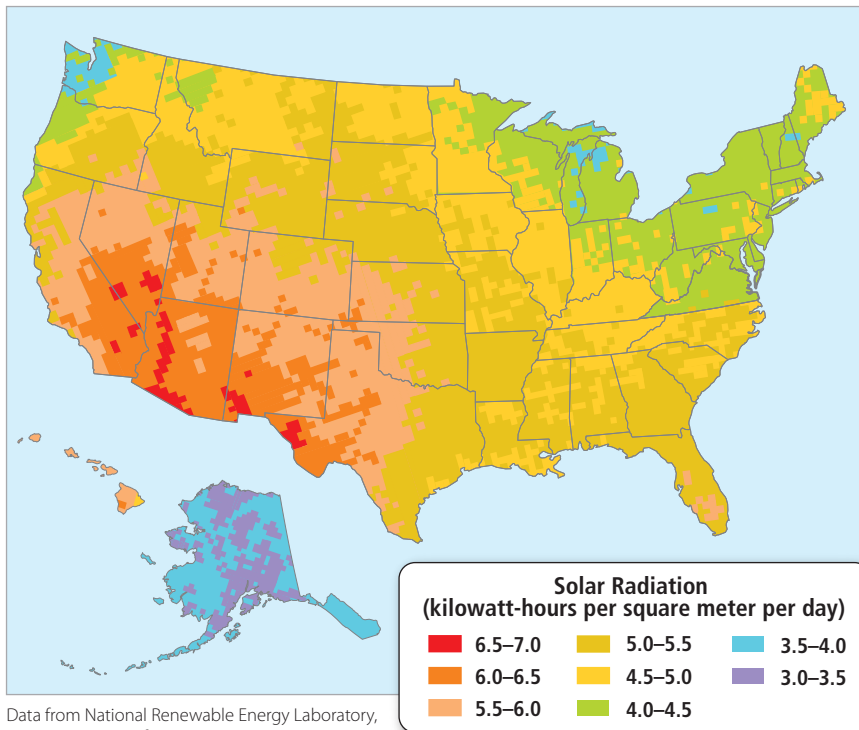 Solar Radiation
(kilowatt-hours per square meter per day)
6.5–7.0
6.0–6.5
5.5–6.0
5.0–5.5
4.5–5.0
4.0–4.5
3.5–4.0
3.0–3.5
Data from National Renewable Energy Laboratory,